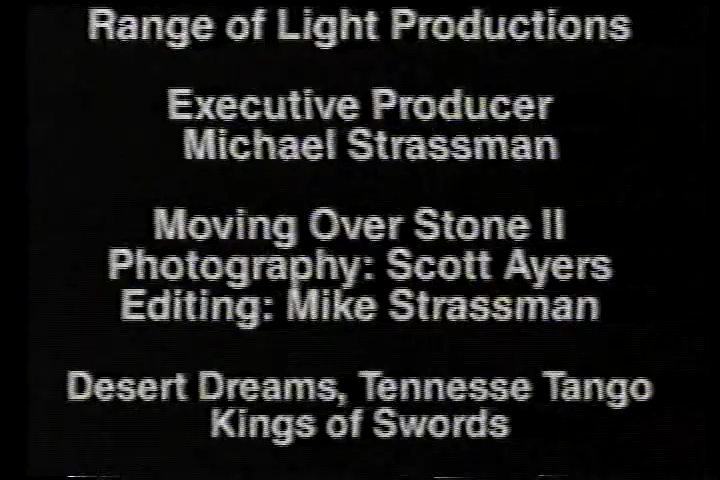 Range of Light Productions
Executive Producer
Michael Strassman
Moving Over Stone II
Photography: Scott Ayers
Editing: Mike Strassman
Desert Dreams, Tennesse Tango
Kings of Swords